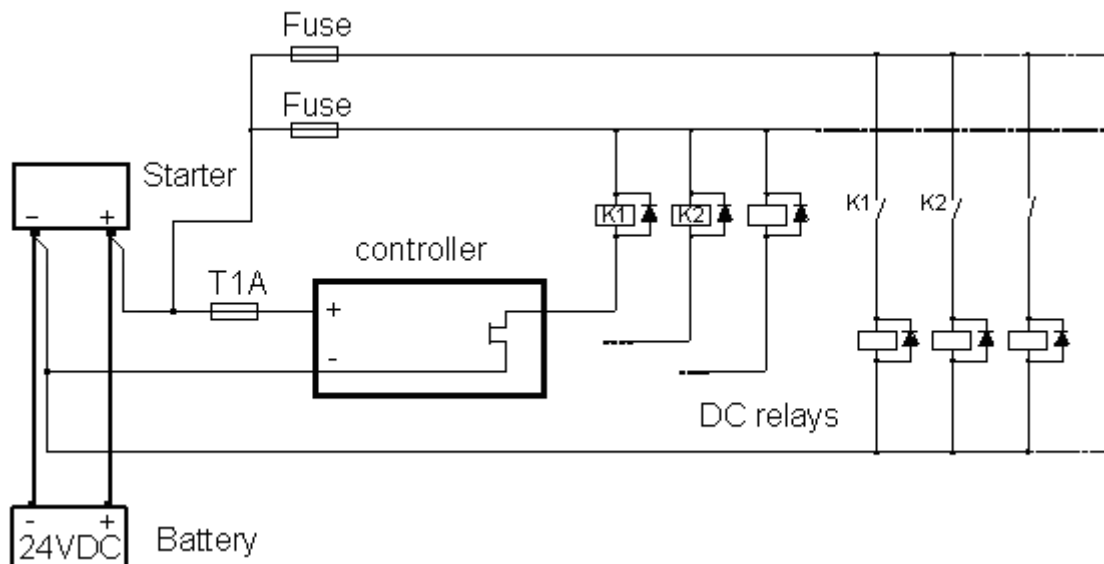 Fuse
Fuse
Starter
- +
K1 K2
K1 K2
controller
T1A
+
-
DC relays
- +
24VDC
Battery